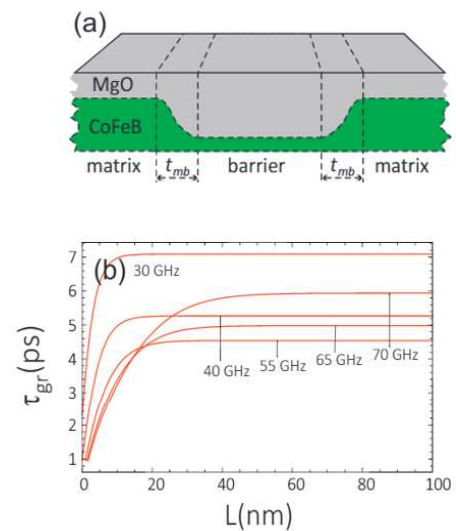 (a)
MgO
CoFeB
matrix t_mb barrier t_mb matrix
(b)
7
6
5
4
3
2
1
30 GHz
70 GHz
65 GHz
55 GHz
40 GHz
τ_gr(ps)
0 20 40 60 80 100
L(nm)